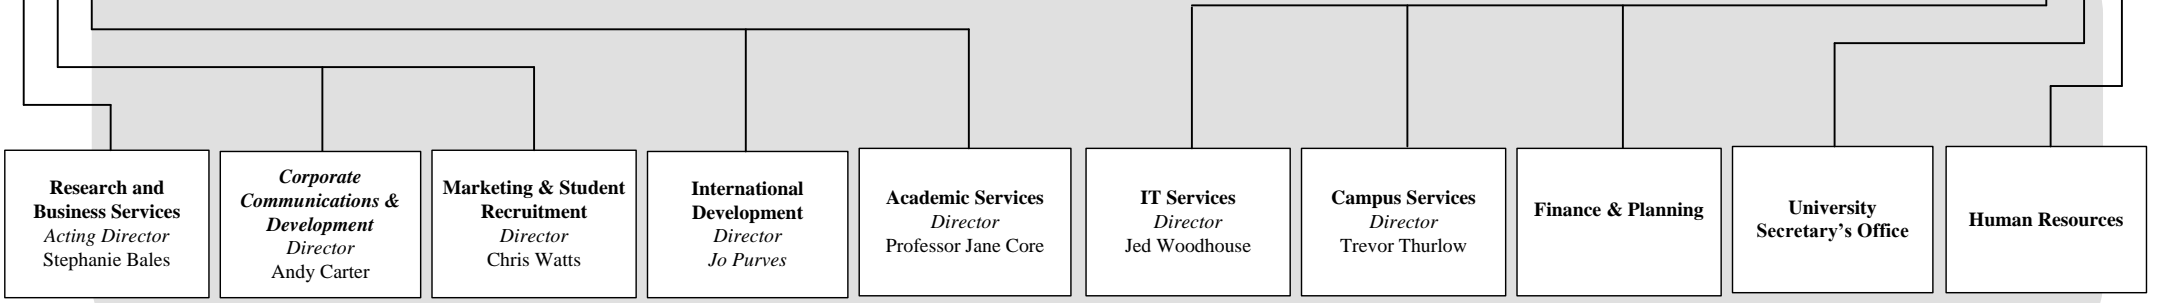 Research and
Business Services
Acting Director
Stephanie Bales
Corporate
Communications &
Development
Director
Andy Carter
Marketing & Student
Recruitment
Director
Chris Watts
International
Development
Director
Jo Purves
Academic Services
Director
Professor Jane Core
IT Services
Director
Jed Woodhouse
Campus Services
Director
Trevor Thurlow
Finance & Planning
University
Secretary’s Office
Human Resources